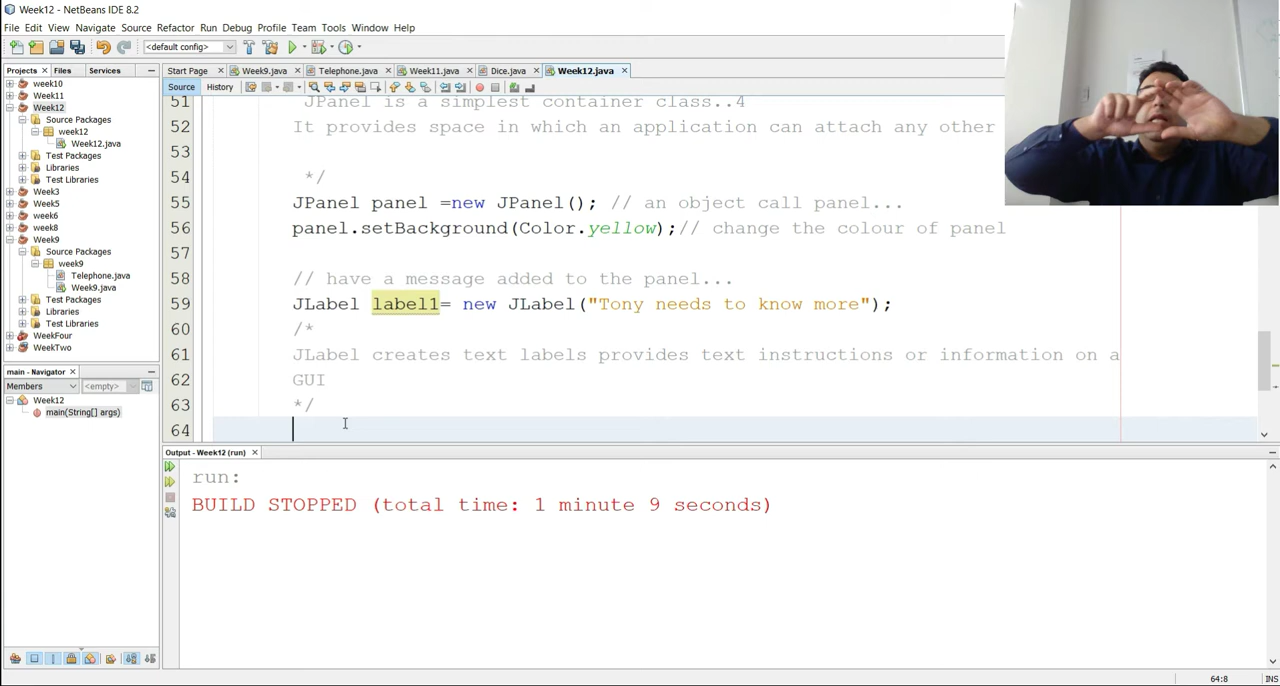 Week12 - NetBeans IDE 8.2
File Edit View Navigate Source Refactor Run Debug Profile Team Tools Window Help
<default config>
Projects Files Services
Start Page Week9.java Telephone.java Week11.java Dice.java Week12.java
Source History
week10
Week11
Week12
Source Packages
week12
Week12.java
Test Packages
Libraries
Test Libraries
Week3
Week5
week6
week8
Week9
Source Packages
week9
Telephone.java
Week9.java
Test Packages
Libraries
Test Libraries
WeekFour
WeekTwo
main - Navigator
Members <empty>
Week12
main(String[] args)
51 JPanel is a simplest container class..4
52 It provides space in which an application can attach any other
53
54 */
55 JPanel panel =new JPanel(); // an object call panel...
56 panel.setBackground(Color.yellow);// change the colour of panel
57
58 // have a message added to the panel...
59 JLabel label1= new JLabel("Tony needs to know more");
60 /*
61 JLabel creates text labels provides text instructions or information on a
62 GUI
63 */
64
Output - Week12 (run)
run:
BUILD STOPPED (total time: 1 minute 9 seconds)
64:8 INS